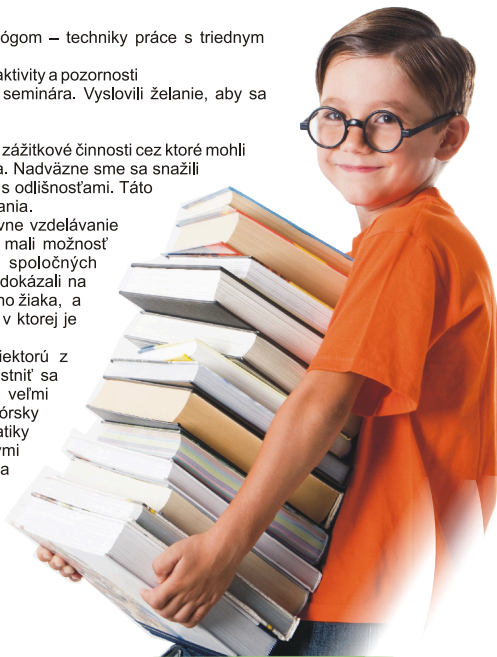 ógom – techniky práce s triednym
aktivity a pozornosti
seminára. Vyslovili želanie, aby sa
zážitkové činnosti cez ktoré mohli
a. Nadväzne sme sa snažili
s odlišnosťami. Táto
ania.
vne vzdelávanie
mali možnosť
spoločných
dokázali na
ho žiaka, a
v ktorej je
iektorú z
stniť sa
veľmi
órsky
atiky
ými
a